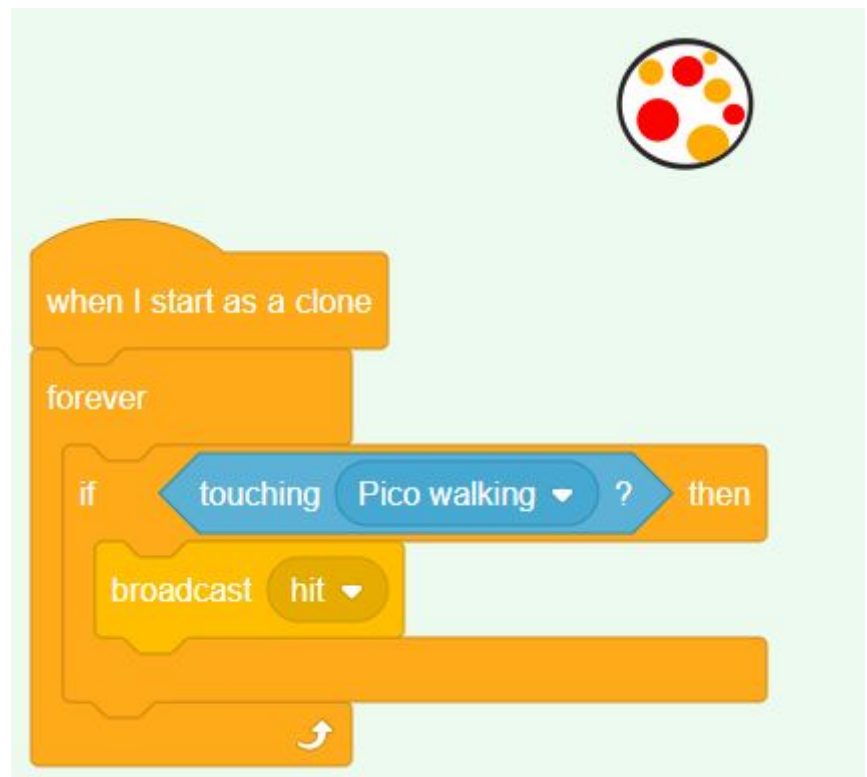 when I start as a clone
forever
if touching Pico walking ? then
broadcast hit